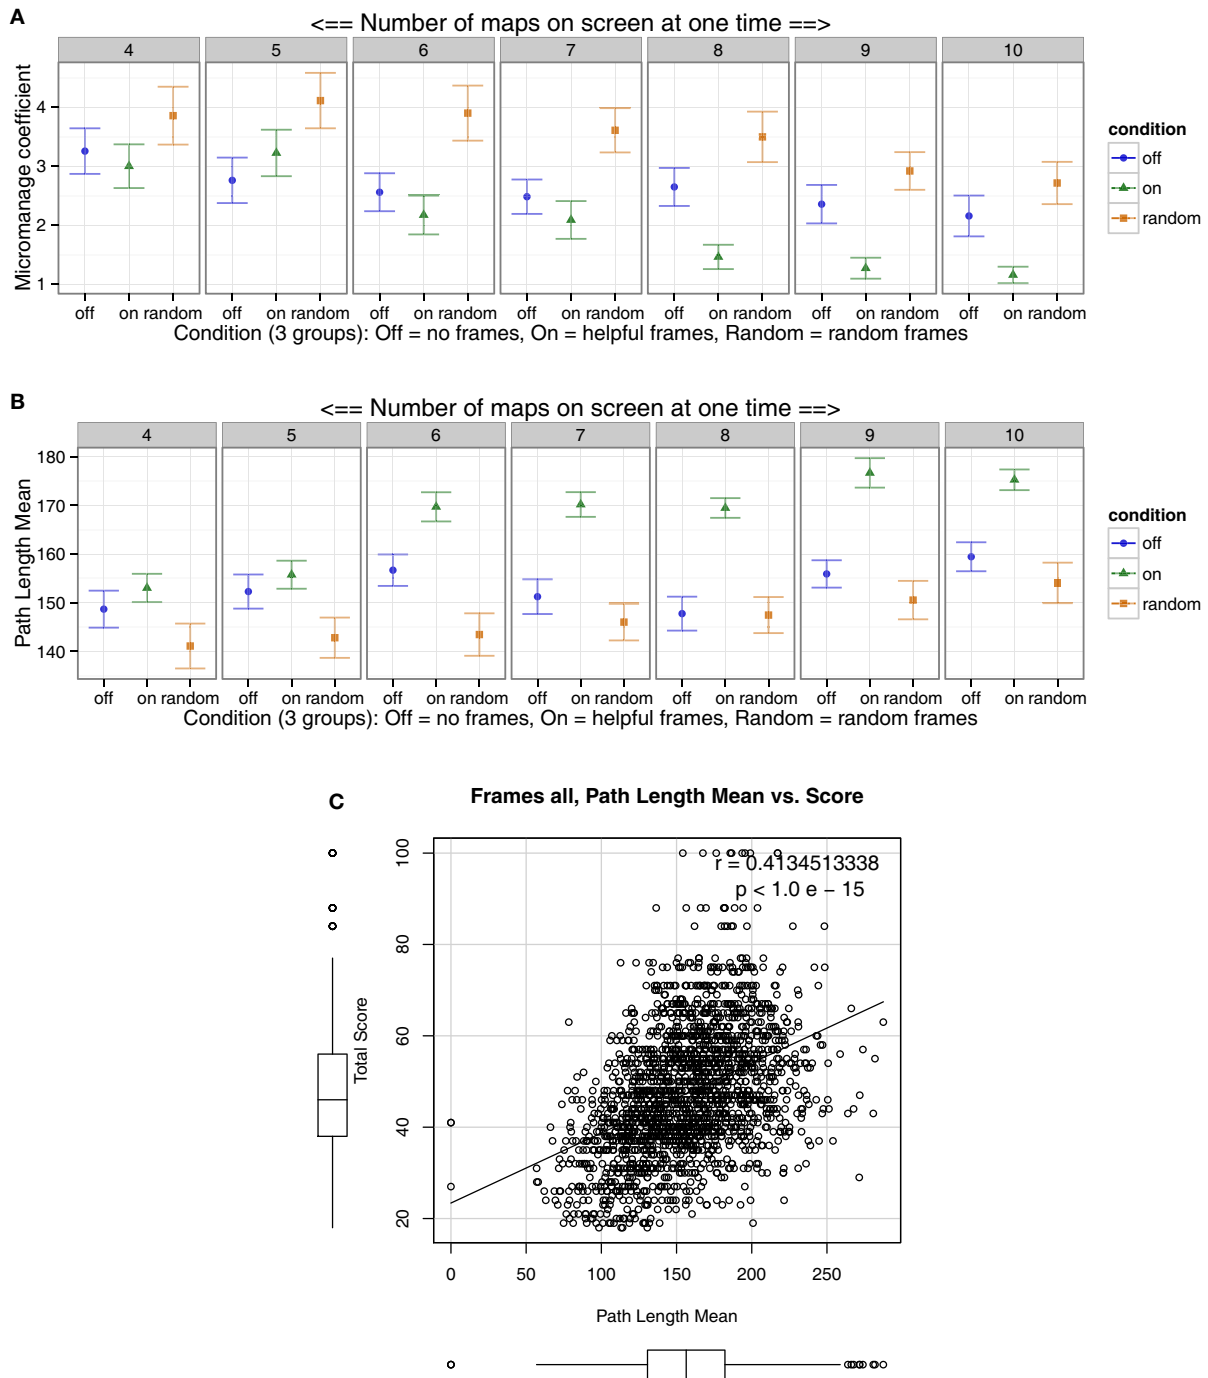 A
<== Number of maps on screen at one time ==>
4 5 6 7 8 9 10
Micromanage coefficient
4
3
2
1
off on random off on random off on random off on random off on random off on random off on random
Condition (3 groups): Off = no frames, On = helpful frames, Random = random frames
condition
off
on
random
B
<== Number of maps on screen at one time ==>
4 5 6 7 8 9 10
Path Length Mean
180
170
160
150
140
off on random off on random off on random off on random off on random off on random off on random
Condition (3 groups): Off = no frames, On = helpful frames, Random = random frames
condition
off
on
random
C
Frames all, Path Length Mean vs. Score
r = 0.4134513338
p < 1.0 e − 15
Total Score
100
80
60
40
20
0 50 100 150 200 250
Path Length Mean